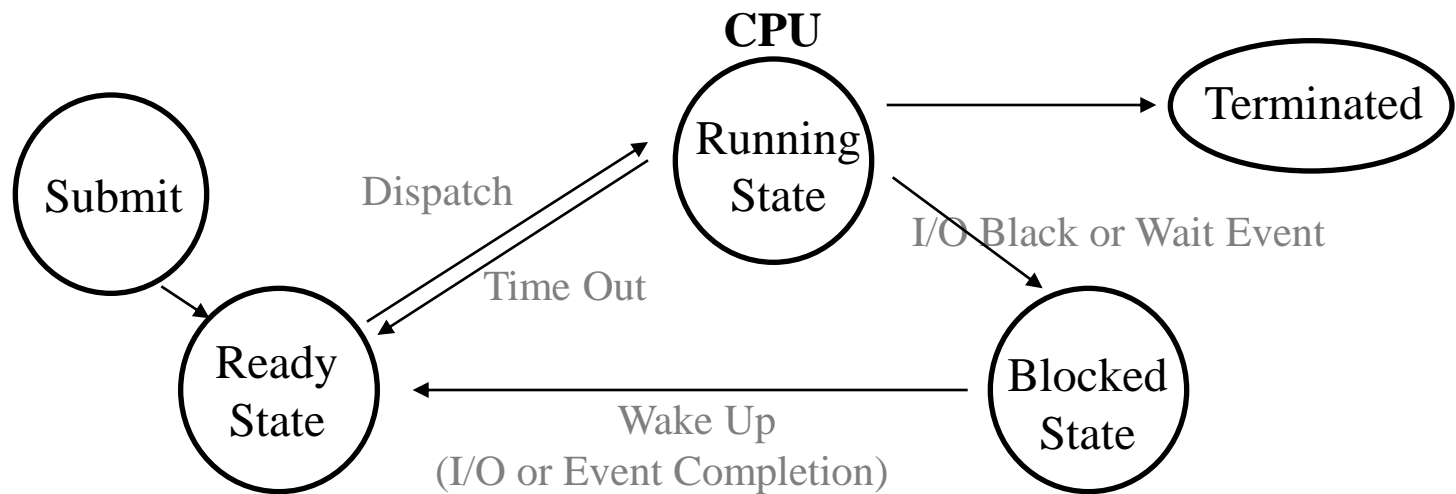 CPU
Submit
Running
State
Terminated
Dispatch
Time Out
I/O Black or Wait Event
Ready
State
Blocked
State
Wake Up
(I/O or Event Completion)